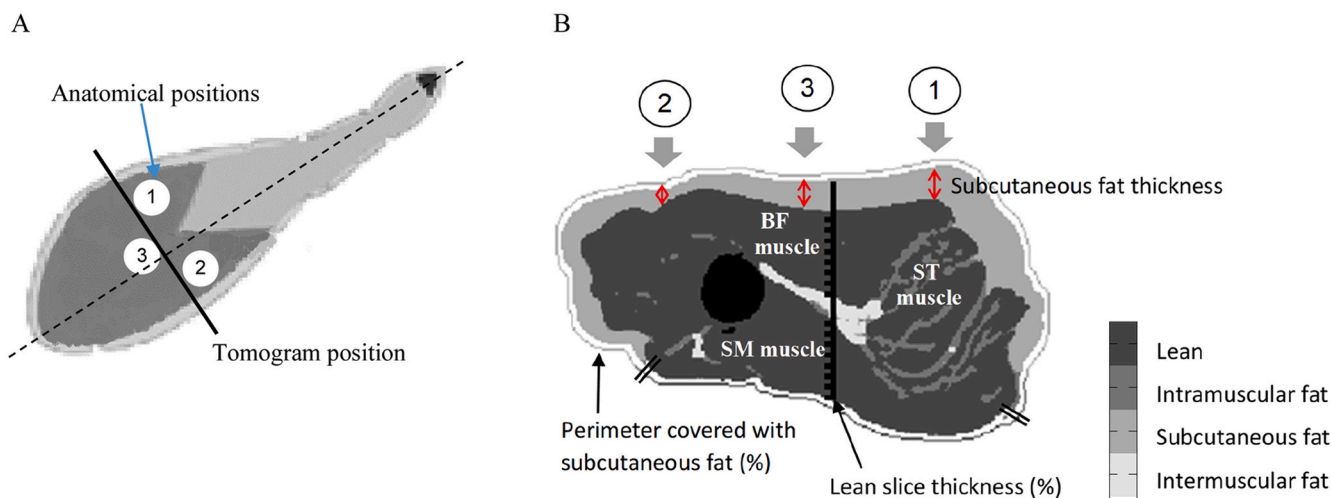 A
Anatomical positions
1
3
2
Tomogram position
B
2
3
1
Subcutaneous fat thickness
BF
muscle
ST
muscle
SM muscle
Perimeter covered with
subcutaneous fat (%)
Lean slice thickness (%)
Lean
Intramuscular fat
Subcutaneous fat
Intermuscular fat